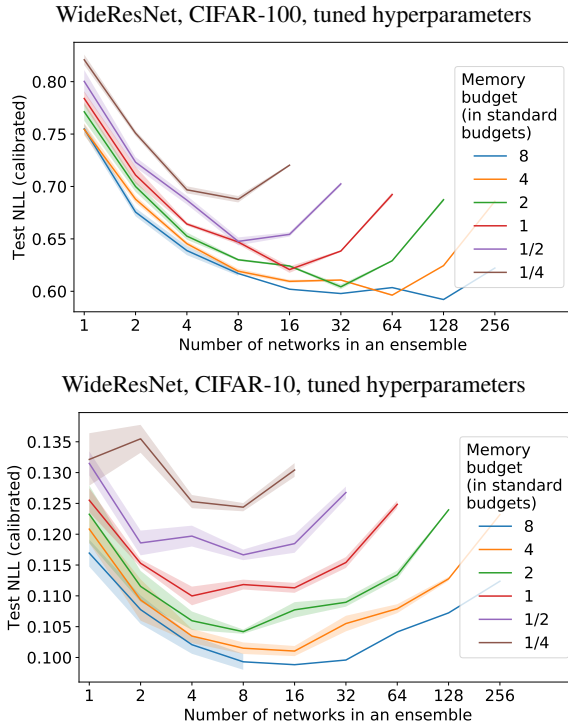 WideResNet, CIFAR-100, tuned hyperparameters
0.80
0.75
0.70
0.65
0.60
Test NLL (calibrated)
Memory
budget
(in standard
budgets)
8
4
2
1
1/2
1/4
1 2 4 8 16 32 64 128 256
Number of networks in an ensemble
WideResNet, CIFAR-10, tuned hyperparameters
0.135
0.130
0.125
0.120
0.115
0.110
0.105
0.100
Test NLL (calibrated)
Memory
budget
(in standard
budgets)
8
4
2
1
1/2
1/4
1 2 4 8 16 32 64 128 256
Number of networks in an ensemble